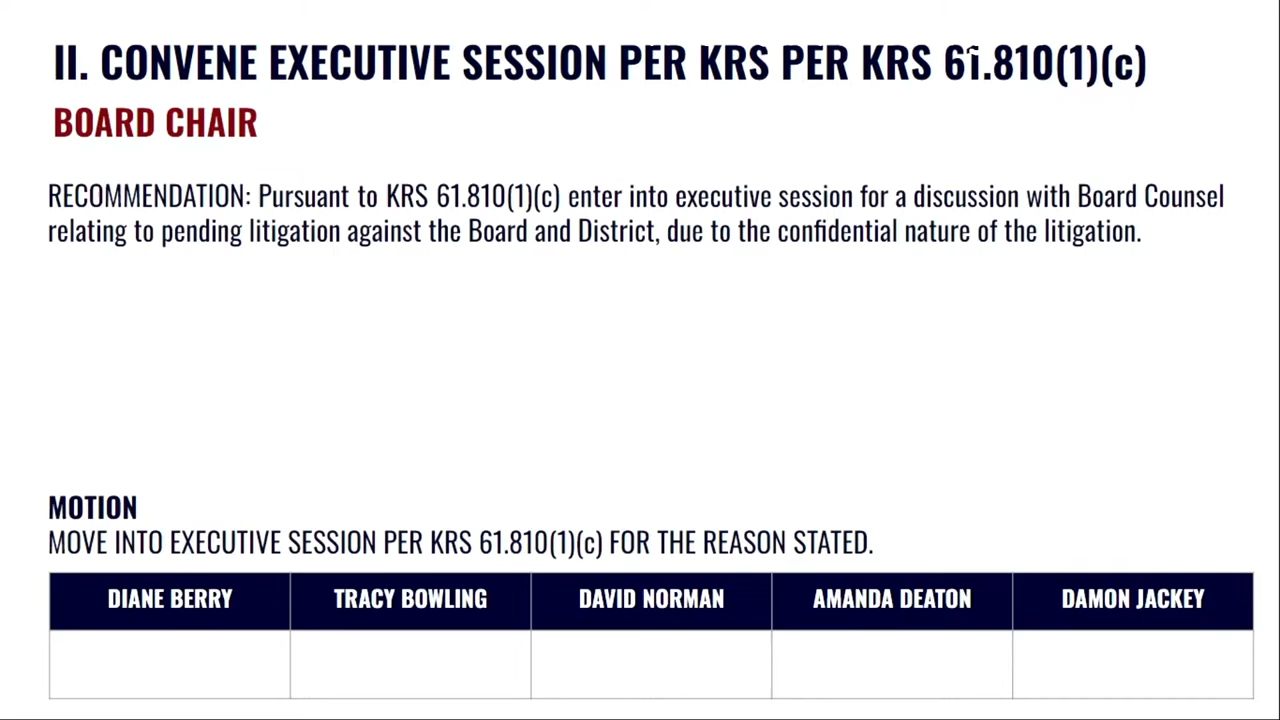 II. CONVENE EXECUTIVE SESSION PER KRS PER KRS 61.810(1)(c)
BOARD CHAIR
RECOMMENDATION: Pursuant to KRS 61.810(1)(c) enter into executive session for a discussion with Board Counsel
relating to pending litigation against the Board and District, due to the confidential nature of the litigation.
MOTION
MOVE INTO EXECUTIVE SESSION PER KRS 61.810(1)(c) FOR THE REASON STATED.
DIANE BERRY TRACY BOWLING DAVID NORMAN AMANDA DEATON DAMON JACKEY